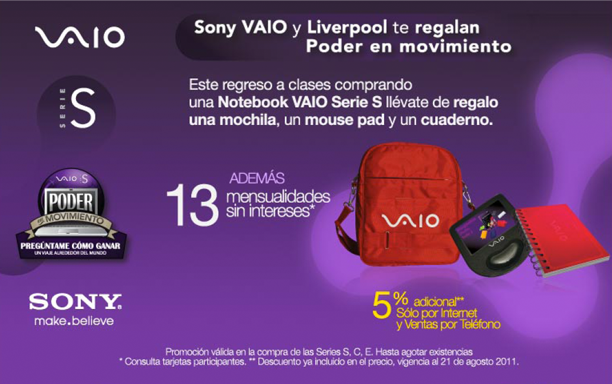 VAIO
Sony VAIO y Liverpool te regalan
Poder en movimiento
SERIE S
Este regreso a clases comprando
una Notebook VAIO Serie S llévate de regalo
una mochila, un mouse pad y un cuaderno.
VAIO S
PODER
EN MOVIMIENTO
PREGÚNTAME CÓMO GANAR
UN VIAJE ALREDEDOR DEL MUNDO
ADEMÁS
13 mensualidades
sin intereses*
VAIO
VAIO
SONY
make.believe
5% adicional**
Sólo por Internet
y Ventas por Teléfono
Promoción válida en la compra de las Series S, C, E. Hasta agotar existencias
* Consulta tarjetas participantes. ** Descuento ya incluido en el precio, vigencia al 21 de agosto 2011.